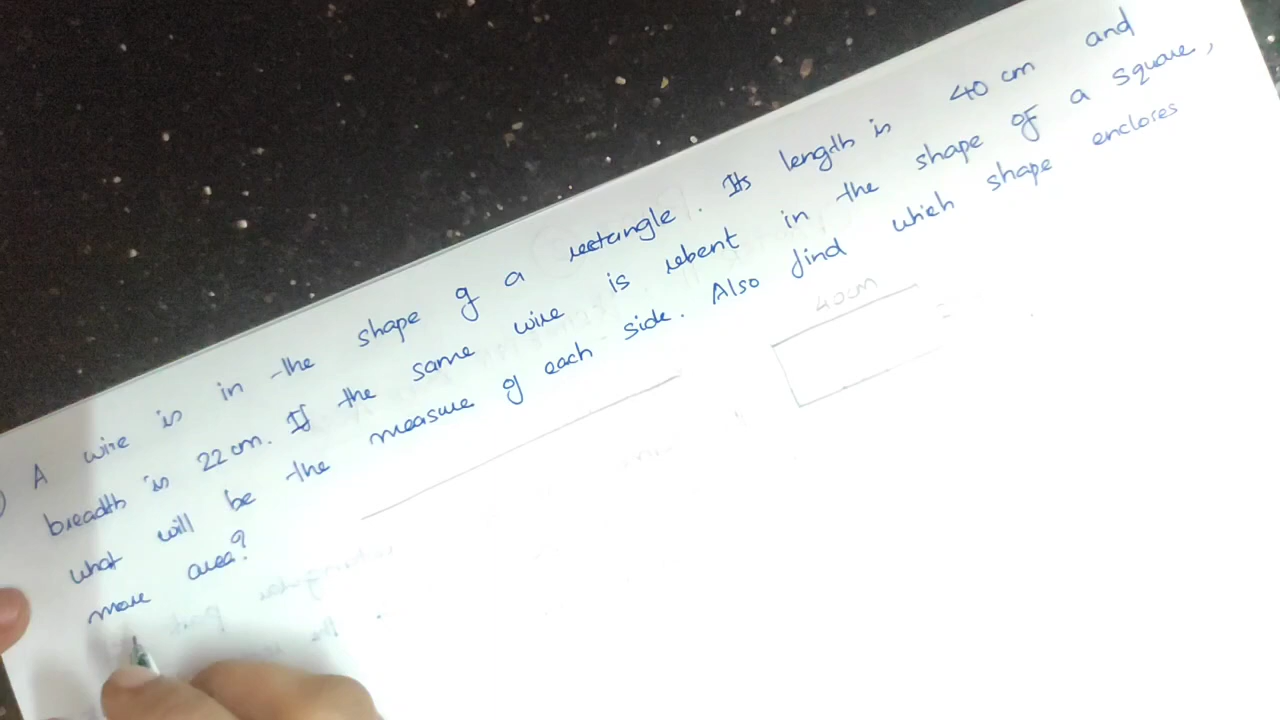 A wire is in the shape of a rectangle. Its length is 40 cm and
breadth is 22 cm. If the same wire is rebent in the shape of a square,
what will be the measure of each side. Also find which shape encloses
more area?
40cm